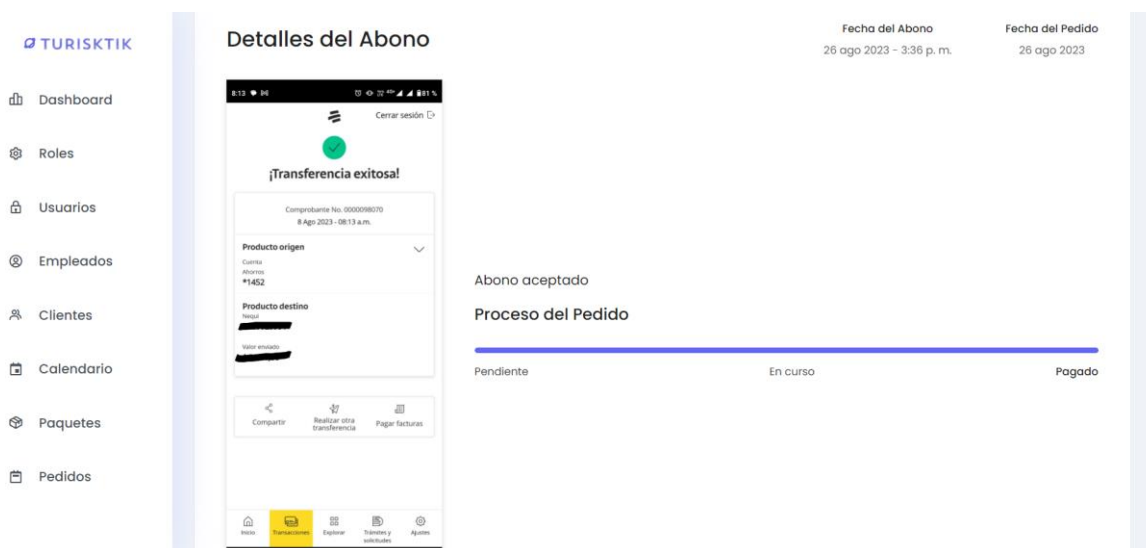 TURISKTIK
Dashboard
Roles
Usuarios
Empleados
Clientes
Calendario
Paquetes
Pedidos
Detalles del Abono
Fecha del Abono
26 ago 2023 - 3:36 p. m.
Fecha del Pedido
26 ago 2023
8:13
81 %
Cerrar sesión
¡Transferencia exitosa!
Comprobante No. 0000098070
8 Ago 2023 - 08:13 a.m.
Producto origen
Cuenta
Ahorros
*1452
Producto destino
Nequi
Valor enviado
Compartir
Realizar otra
transferencia
Pagar facturas
Inicio
Transacciones
Explorar
Trámites y
solicitudes
Ajustes
Abono aceptado
Proceso del Pedido
Pendiente
En curso
Pagado